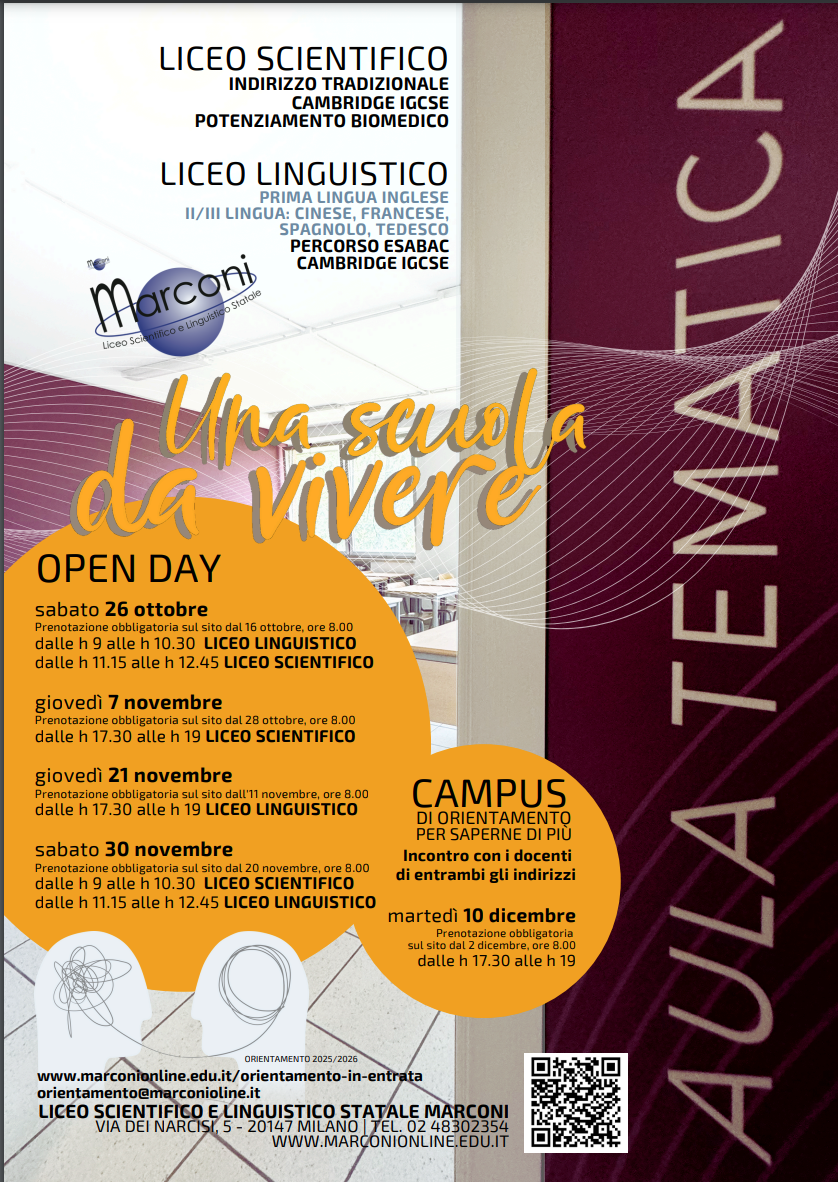 LICEO SCIENTIFICO
INDIRIZZO TRADIZIONALE
CAMBRIDGE IGCSE
POTENZIAMENTO BIOMEDICO
LICEO LINGUISTICO
PRIMA LINGUA INGLESE
II/III LINGUA: CINESE, FRANCESE,
SPAGNOLO, TEDESCO
PERCORSO ESABAC
CAMBRIDGE IGCSE
Marconi
Marconi
Liceo Scientifico e Linguistico Statale
Una scuola
da vivere
OPEN DAY
sabato 26 ottobre
Prenotazione obbligatoria sul sito dal 16 ottobre, ore 8.00
dalle h 9 alle h 10.30 LICEO LINGUISTICO
dalle h 11.15 alle h 12.45 LICEO SCIENTIFICO
giovedì 7 novembre
Prenotazione obbligatoria sul sito dal 28 ottobre, ore 8.00
dalle h 17.30 alle h 19 LICEO SCIENTIFICO
giovedì 21 novembre
Prenotazione obbligatoria sul sito dall'11 novembre, ore 8.00
dalle h 17.30 alle h 19 LICEO LINGUISTICO
sabato 30 novembre
Prenotazione obbligatoria sul sito dal 20 novembre, ore 8.00
dalle h 9 alle h 10.30 LICEO SCIENTIFICO
dalle h 11.15 alle h 12.45 LICEO LINGUISTICO
CAMPUS
DI ORIENTAMENTO
PER SAPERNE DI PIÙ
Incontro con i docenti
di entrambi gli indirizzi
martedì 10 dicembre
Prenotazione obbligatoria
sul sito dal 2 dicembre, ore 8.00
dalle h 17.30 alle h 19
AULA TEMATICA
ORIENTAMENTO 2025/2026
www.marconionline.edu.it/orientamento-in-entrata
orientamento@marconioline.it
LICEO SCIENTIFICO E LINGUISTICO STATALE MARCONI
VIA DEI NARCISI, 5 - 20147 MILANO | TEL. 02 48302354
WWW.MARCONIONLINE.EDU.IT